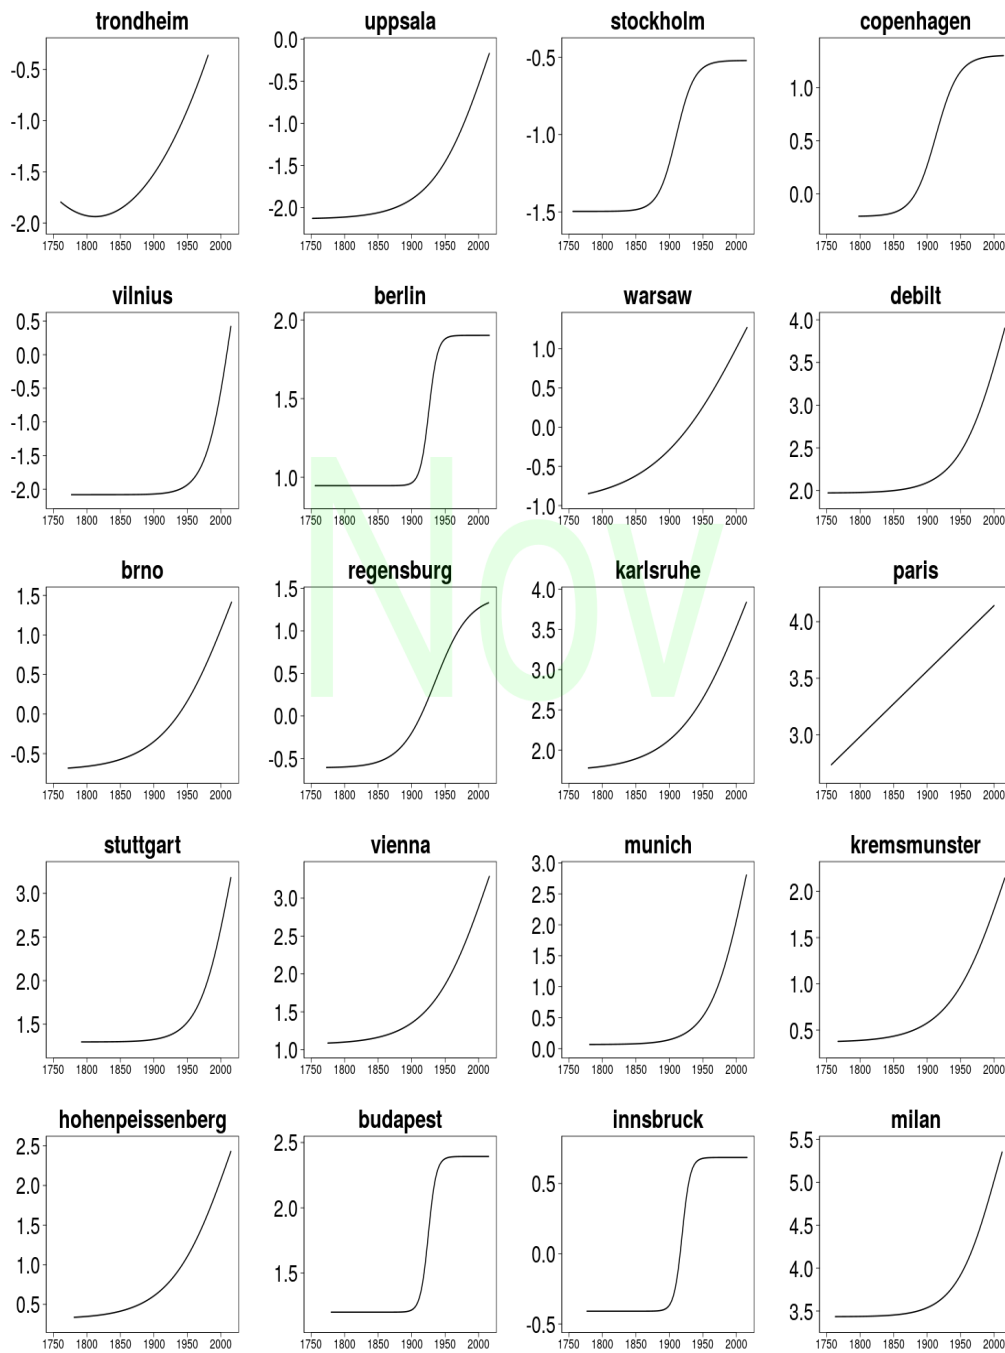 trondheim uppsala stockholm copenhagen
-0.5 -1.0 -1.5 -2.0
1750 1800 1850 1900 1950 2000
0.0 -0.5 -1.0 -1.5 -2.0
1750 1800 1850 1900 1950 2000
-0.5 -1.0 -1.5
1750 1800 1850 1900 1950 2000
1.0 0.5 0.0
1750 1800 1850 1900 1950 2000
vilnius berlin warsaw debilt
0.5 0.0 -0.5 -1.0 -1.5 -2.0
1750 1800 1850 1900 1950 2000
2.0 1.5 1.0
1750 1800 1850 1900 1950 2000
1.0 0.5 0.0 -0.5 -1.0
1750 1800 1850 1900 1950 2000
4.0 3.5 3.0 2.5 2.0
1750 1800 1850 1900 1950 2000
Nov
brno regensburg karlsruhe paris
1.5 1.0 0.5 0.0 -0.5
1750 1800 1850 1900 1950 2000
1.5 1.0 0.5 0.0 -0.5
1750 1800 1850 1900 1950 2000
4.0 3.5 3.0 2.5 2.0
1750 1800 1850 1900 1950 2000
4.0 3.5 3.0
1750 1800 1850 1900 1950 2000
stuttgart vienna munich kremsmunster
3.0 2.5 2.0 1.5
1750 1800 1850 1900 1950 2000
3.0 2.5 2.0 1.5 1.0
1750 1800 1850 1900 1950 2000
3.0 2.5 2.0 1.5 1.0 0.5 0.0
1750 1800 1850 1900 1950 2000
2.0 1.5 1.0 0.5
1750 1800 1850 1900 1950 2000
hohenpeissenberg budapest innsbruck milan
2.5 2.0 1.5 1.0 0.5
1750 1800 1850 1900 1950 2000
2.5 2.0 1.5
1750 1800 1850 1900 1950 2000
0.5 0.0 -0.5
1750 1800 1850 1900 1950 2000
5.5 5.0 4.5 4.0 3.5
1750 1800 1850 1900 1950 2000